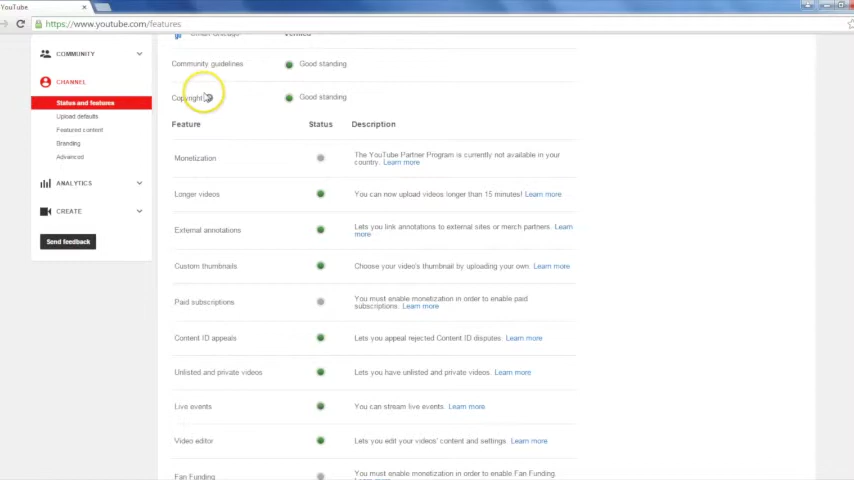 YouTube
https://www.youtube.com/features
Verified
COMMUNITY
CHANNEL
Status and features
Upload defaults
Featured content
Branding
Advanced
ANALYTICS
CREATE
Send feedback
Community guidelines Good standing
Copyright Good standing
Feature Status Description
Monetization
The YouTube Partner Program is currently not available in your
country. Learn more
Longer videos You can now upload videos longer than 15 minutes! Learn more
External annotations
Lets you link annotations to external sites or merch partners. Learn
more
Custom thumbnails Choose your video's thumbnail by uploading your own. Learn more
Paid subscriptions
You must enable monetization in order to enable paid
subscriptions. Learn more
Content ID appeals Lets you appeal rejected Content ID disputes. Learn more
Unlisted and private videos Lets you have unlisted and private videos. Learn more
Live events You can stream live events. Learn more
Video editor Lets you edit your videos' content and settings. Learn more
Fan Funding
You must enable monetization in order to enable Fan Funding.